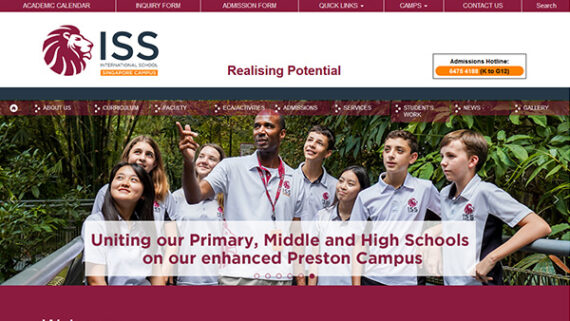 ACADEMIC CALENDAR INQUIRY FORM ADMISSION FORM QUICK LINKS CAMPS CONTACT US Search
ISS
INTERNATIONAL SCHOOL
SINGAPORE CAMPUS
Realising Potential
Admissions Hotline:
6475 4188 (K to G12)
ABOUT US CURRICULUM FACULTY ECA/ACTIVITIES ADMISSIONS SERVICES STUDENT'S WORK NEWS GALLERY
ISS
ISS
Uniting our Primary, Middle and High Schools
on our enhanced Preston Campus